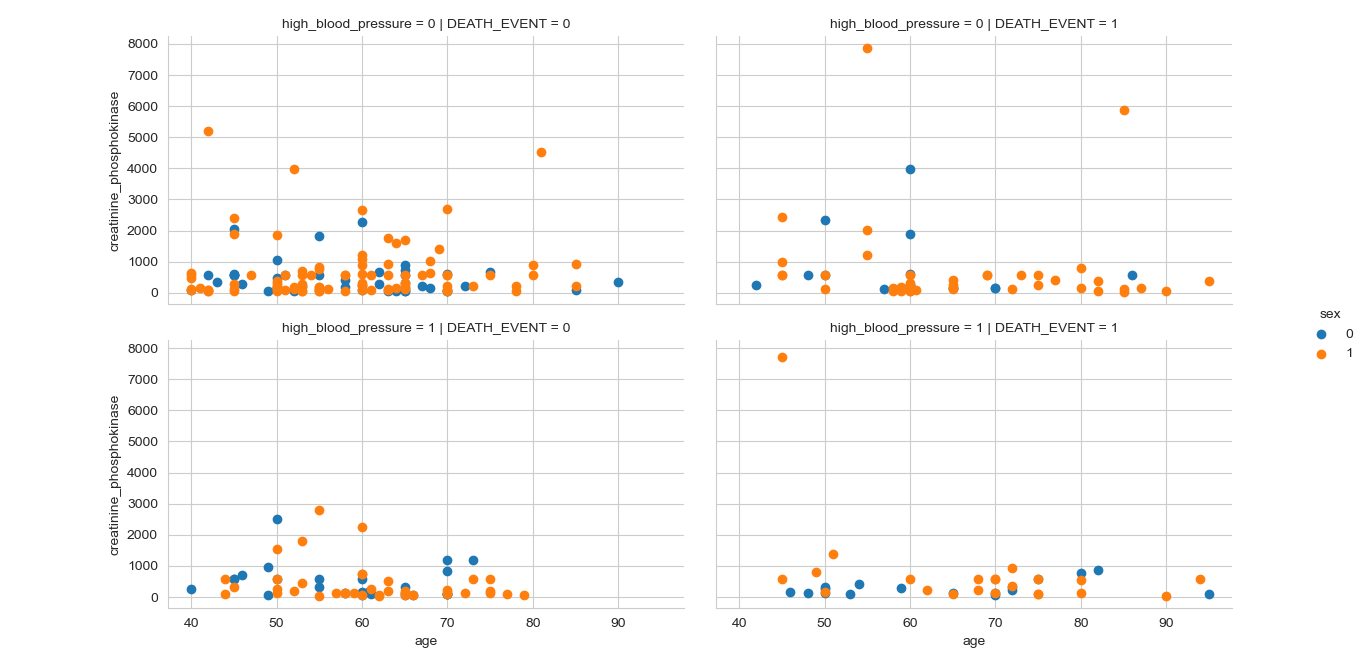 high_blood_pressure = 0 | DEATH_EVENT = 0
high_blood_pressure = 0 | DEATH_EVENT = 1
8000
7000
6000
5000
4000
3000
2000
1000
0
creatinine_phosphokinase
high_blood_pressure = 1 | DEATH_EVENT = 0
high_blood_pressure = 1 | DEATH_EVENT = 1
8000
7000
6000
5000
4000
3000
2000
1000
0
creatinine_phosphokinase
40 50 60 70 80 90
age
40 50 60 70 80 90
age
sex
0
1